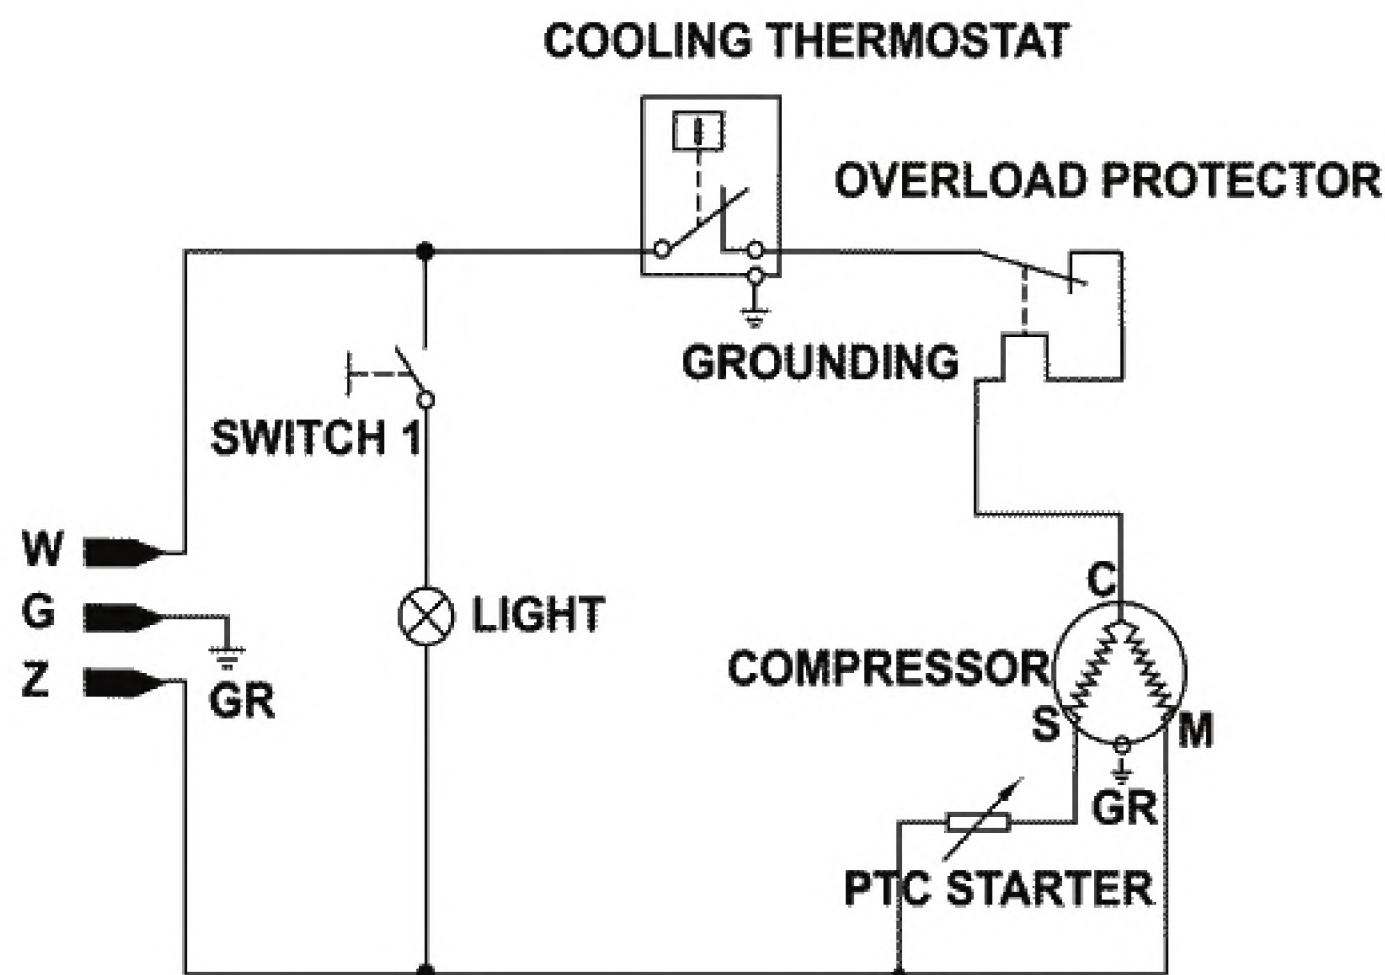 COOLING THERMOSTAT
OVERLOAD PROTECTOR
GROUNDING
SWITCH 1
W
G
Z
GR
LIGHT
C
COMPRESSOR
S
M
GR
PTC STARTER